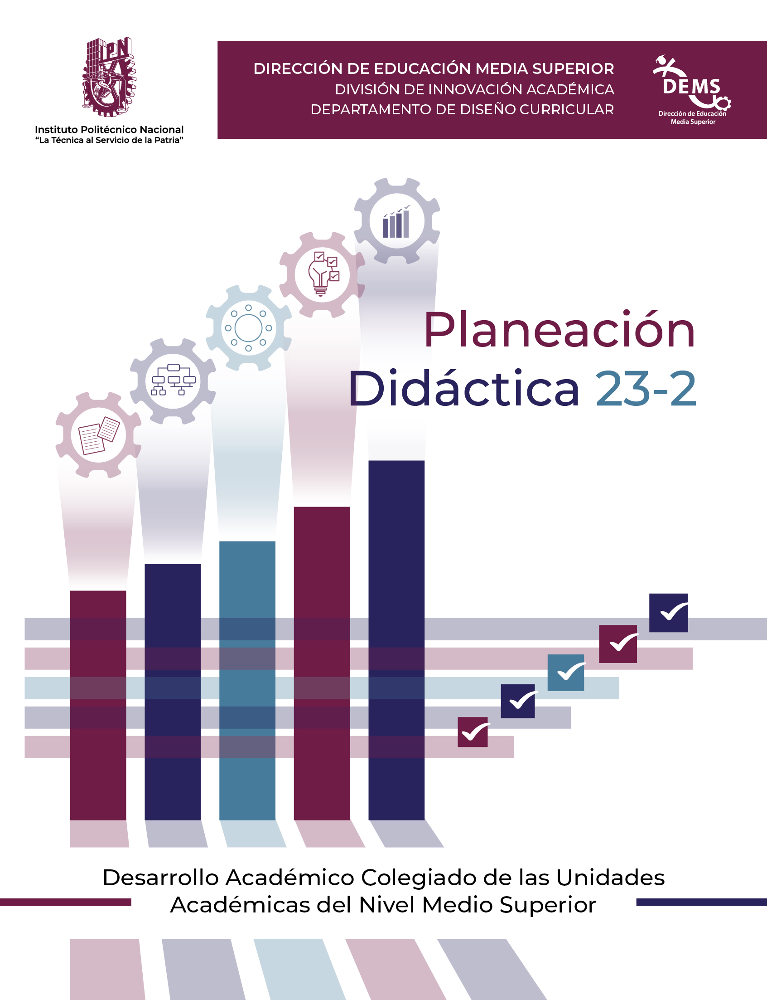 IPN
Instituto Politécnico Nacional
“La Técnica al Servicio de la Patria”
DIRECCIÓN DE EDUCACIÓN MEDIA SUPERIOR
DIVISIÓN DE INNOVACIÓN ACADÉMICA
DEPARTAMENTO DE DISEÑO CURRICULAR
DEMS
Dirección de Educación
Media Superior
Planeación
Didáctica 23-2
Desarrollo Académico Colegiado de las Unidades
Académicas del Nivel Medio Superior